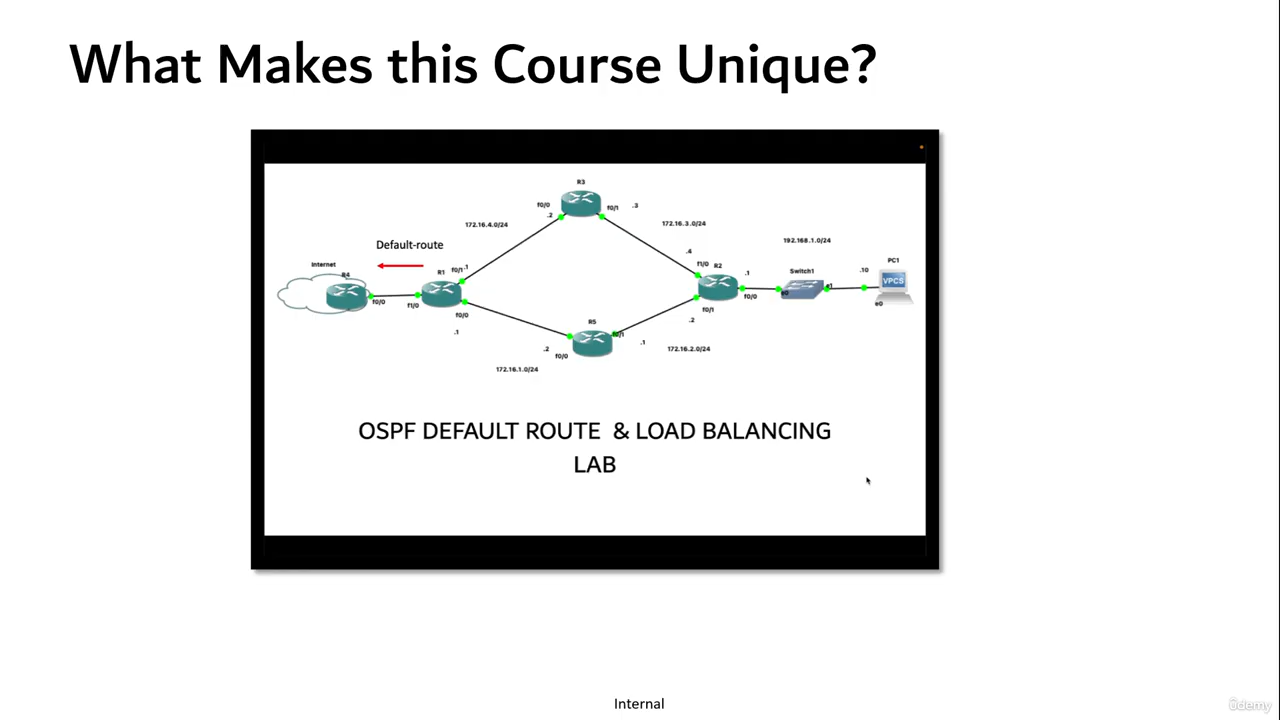 What Makes this Course Unique?
R3
f0/0
f0/1
.3
.2
172.16.4.0/24
172.16.3.0/24
192.168.1.0/24
Default-route
.4
Internet
R4
R1
f0/1
.1
f1/0
R2
.1
Switch1
.10
PC1
VPCS
e0
e1
f0/0
f1/0
f0/0
f0/0
e0
f0/1
R5
.2
.1
f0/1
.1
.2
f0/0
172.16.2.0/24
172.16.1.0/24
OSPF DEFAULT ROUTE & LOAD BALANCING
LAB
Internal
ûdemy